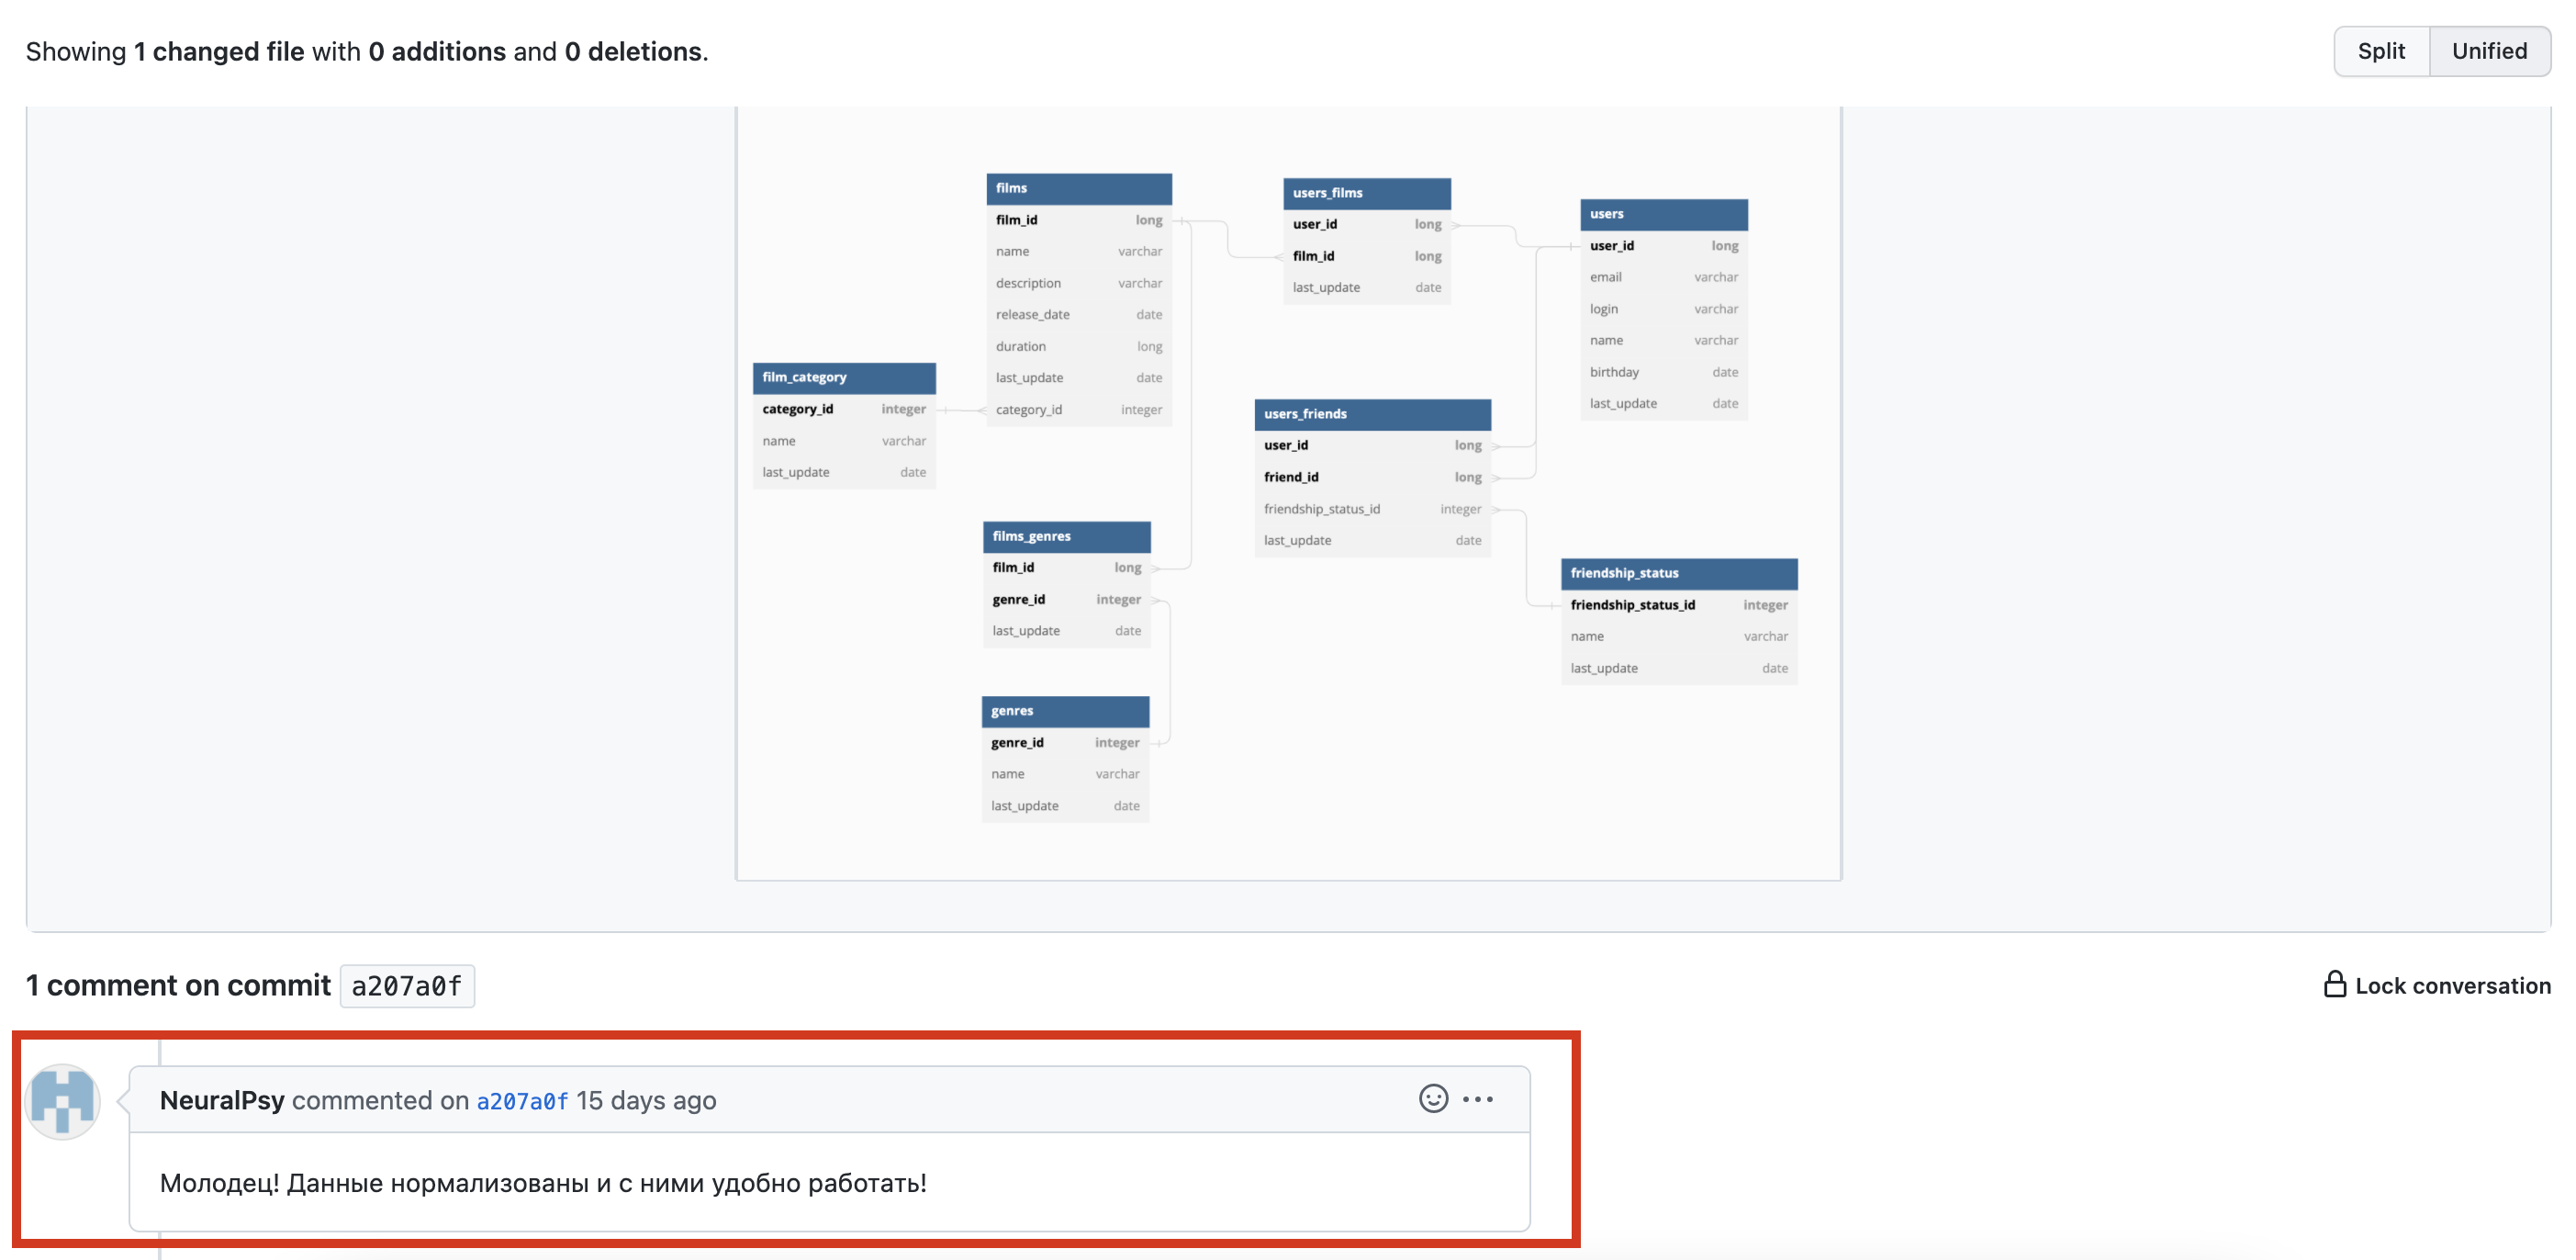 Showing 1 changed file with 0 additions and 0 deletions.
Split Unified
films
film_id long
name varchar
description varchar
release_date date
duration long
last_update date
category_id integer
users_films
user_id long
film_id long
last_update date
users
user_id long
email varchar
login varchar
name varchar
birthday date
last_update date
film_category
category_id integer
name varchar
last_update date
users_friends
user_id long
friend_id long
friendship_status_id integer
last_update date
films_genres
film_id long
genre_id integer
last_update date
friendship_status
friendship_status_id integer
name varchar
last_update date
genres
genre_id integer
name varchar
last_update date
1 comment on commit a207a0f
Lock conversation
NeuralPsy commented on a207a0f 15 days ago
Молодец! Данные нормализованы и с ними удобно работать!